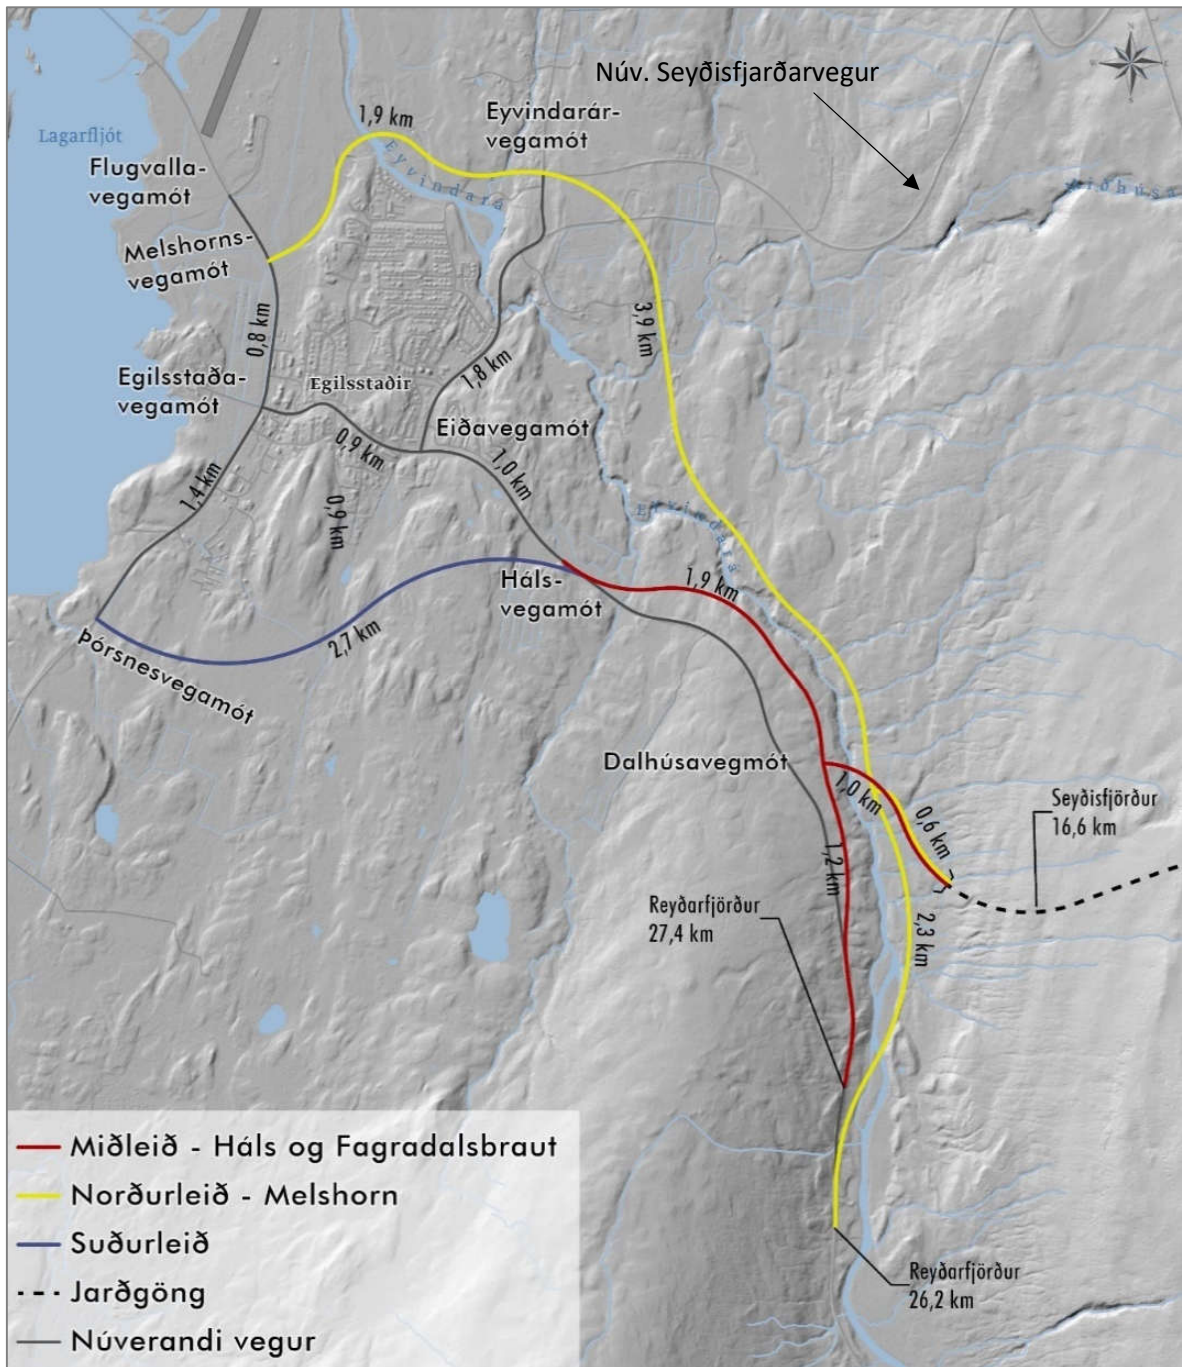 Núv. Seyðisfjarðarvegur
Lagarfljót
1,9 km
Eyvindarár-
vegamót
Eyvindará
Flugvalla-
vegamót
Melshorns-
vegamót
0,8 km
3,9 km
Egilsstaða-
vegamót
Egilsstaðir
1,8 km
Eiðavegamót
0,9 km
1,0 km
1,4 km
0,9 km
Eyvindará
Háls-
vegamót
1,9 km
2,7 km
Þórsnesvegamót
Dalhúsavegmót
1,0 km
0,6 km
Seyðisfjörður
16,6 km
1,2 km
Reyðarfjörður
27,4 km
2,3 km
Miðleið - Háls og Fagradalsbraut
Norðurleið - Melshorn
Suðurleið
Jarðgöng
Núverandi vegur
Reyðarfjörður
26,2 km